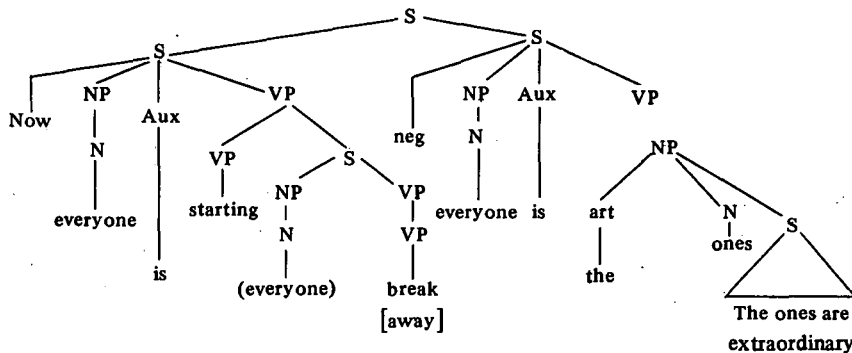 S
S S
NP Aux VP NP Aux VP
Now neg
N VP S N NP
everyone starting NP VP everyone is art N S
N VP ones
is the
(everyone) break The ones are
[away] extraordinary